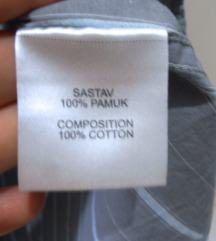 SASTAV
100% PAMUK
COMPOSITION
100% COTTON